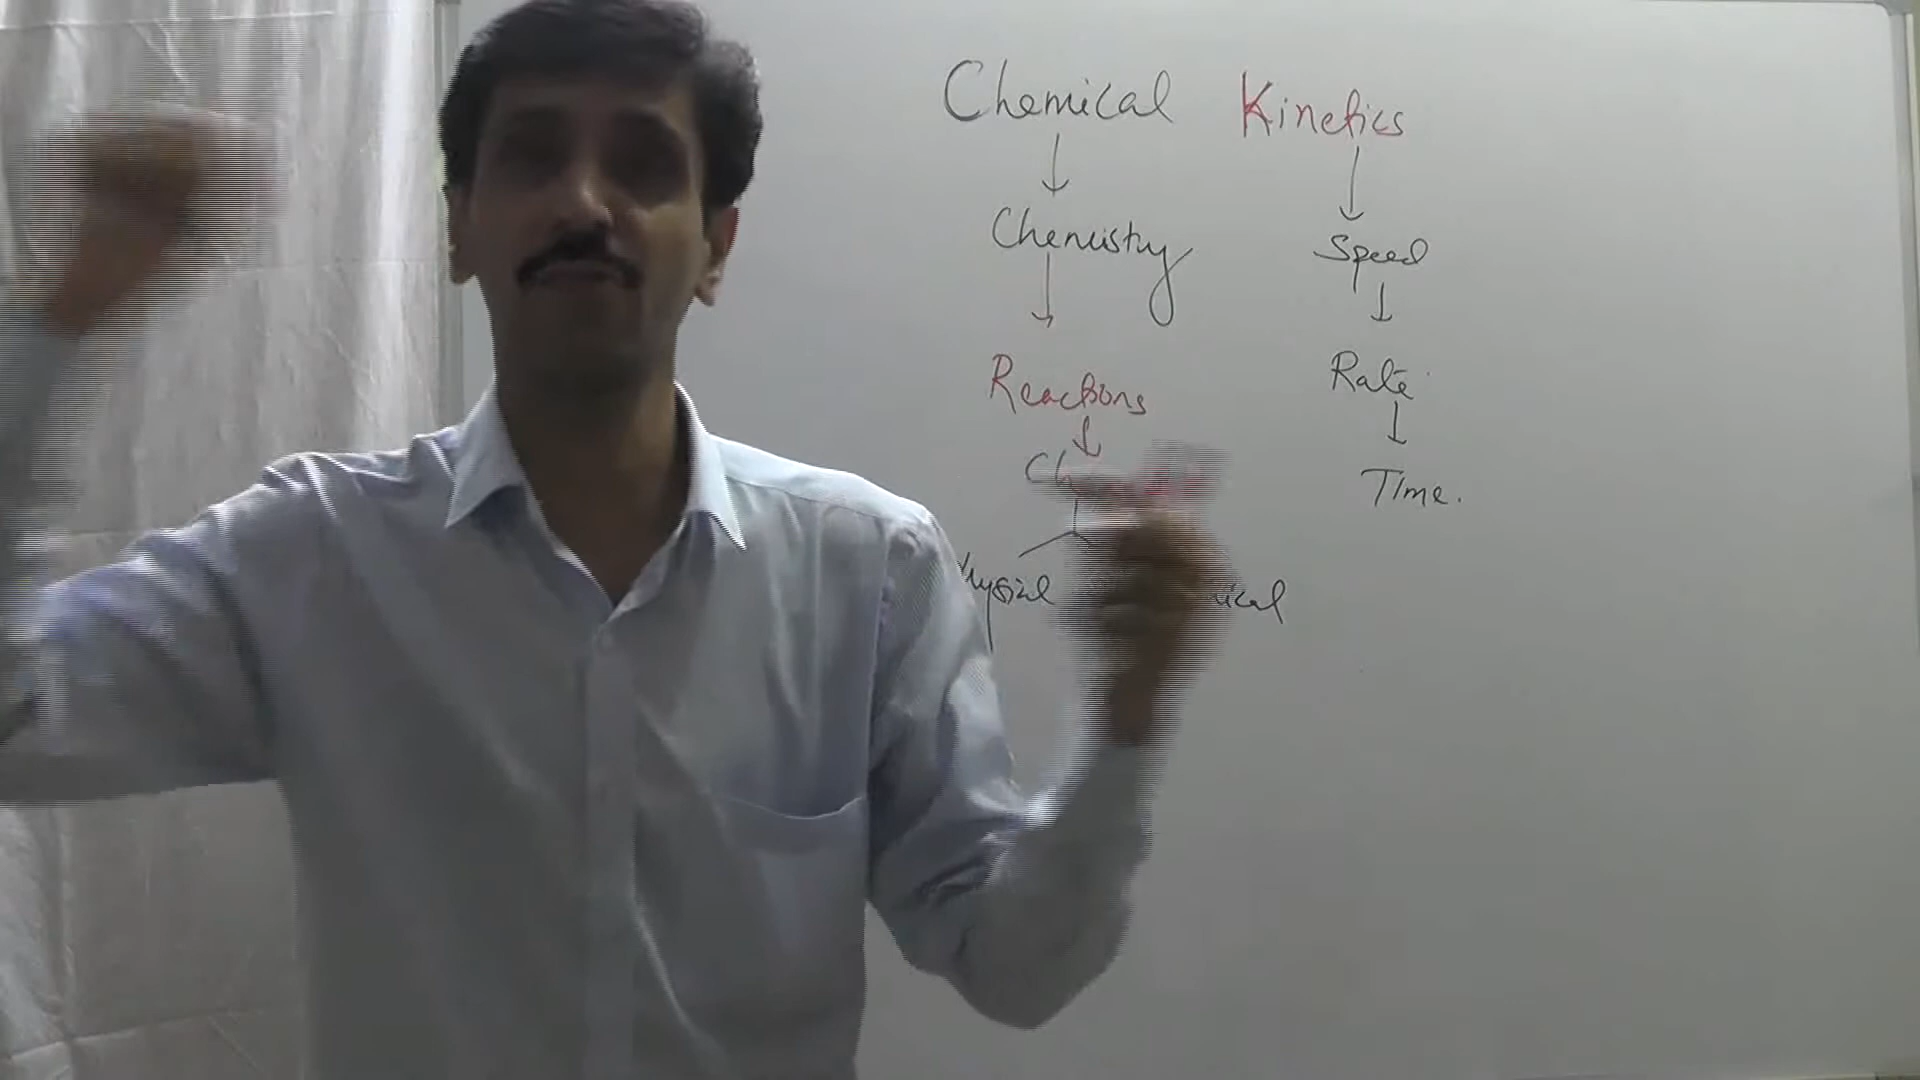 Chemical Kinetics
Chemistry Speed
Reactions Rate
Time.